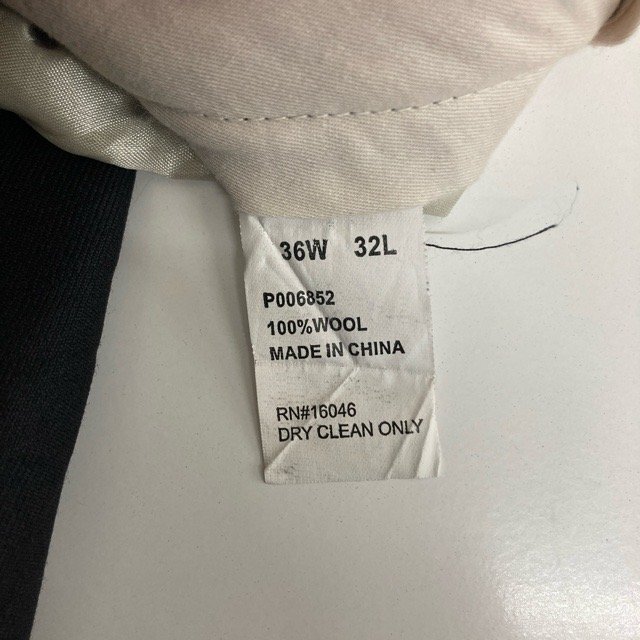 36W 32L
P006852
100%WOOL
MADE IN CHINA
RN#16046
DRY CLEAN ONLY